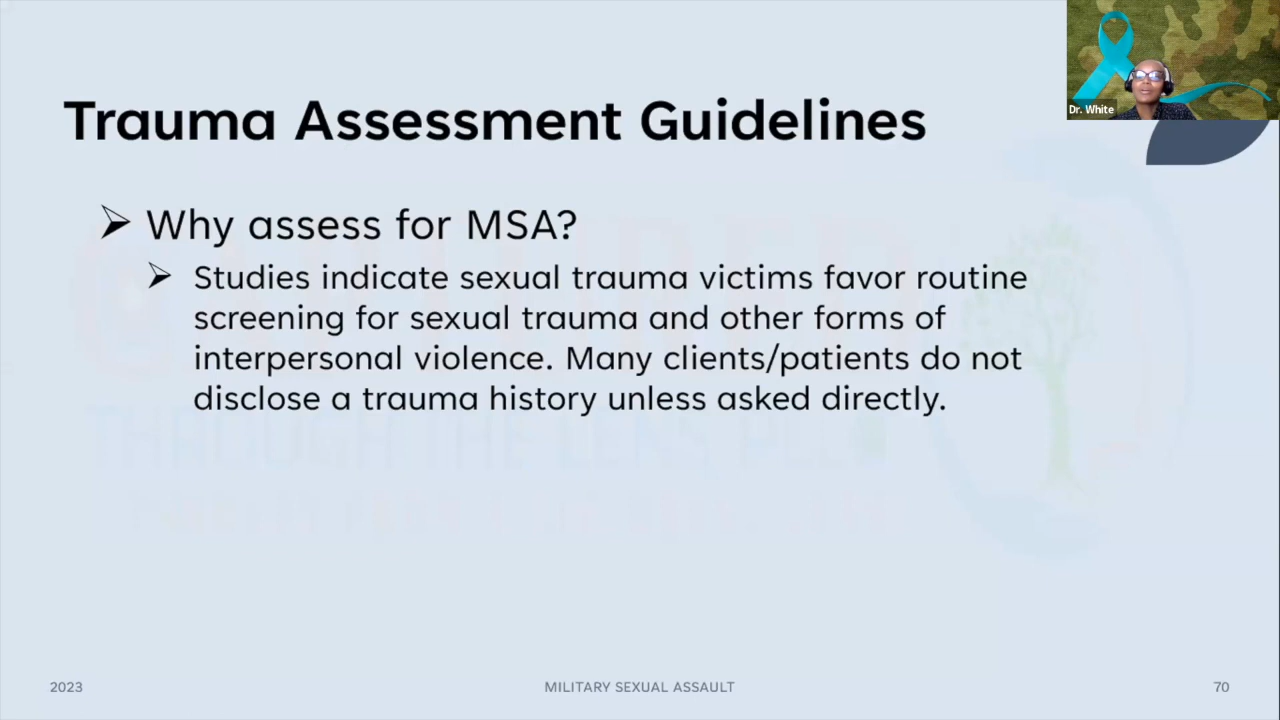 Dr. White
Trauma Assessment Guidelines
Why assess for MSA?
Studies indicate sexual trauma victims favor routine
screening for sexual trauma and other forms of
interpersonal violence. Many clients/patients do not
disclose a trauma history unless asked directly.
2023
MILITARY SEXUAL ASSAULT
70